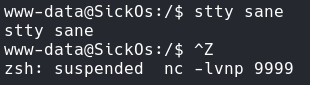 www-data@SickOs:/$ stty sane
stty sane
www-data@SickOs:/$ ^Z
zsh: suspended  nc -lvnp 9999